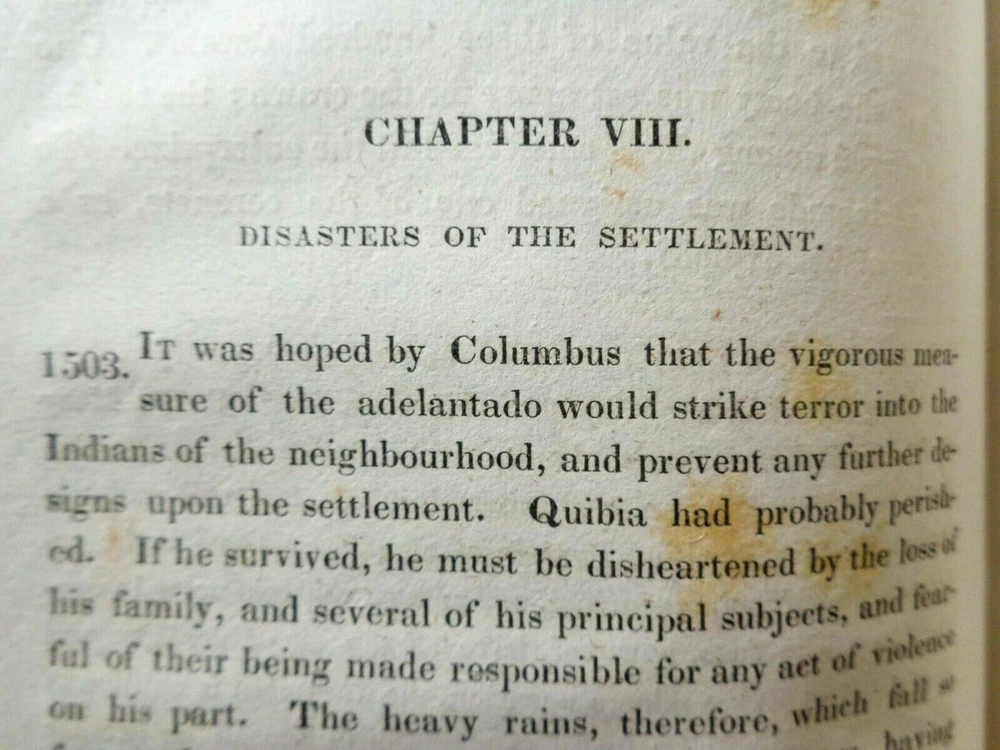 CHAPTER VIII.
DISASTERS OF THE SETTLEMENT.
1503. IT was hoped by Columbus that the vigorous mea-
sure of the adelantado would strike terror into the
Indians of the neighbourhood, and prevent any further de-
signs upon the settlement. Quibia had probably perish-
ed. If he survived, he must be disheartened by the loss of
his family, and several of his principal subjects, and fear-
ful of their being made responsible for any act of violence
on his part. The heavy rains, therefore, which fall so
having